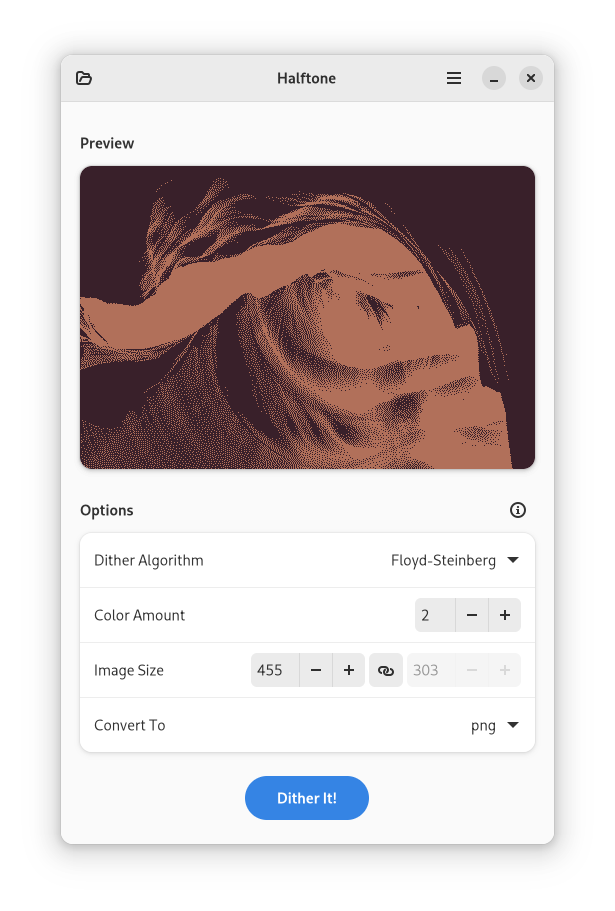 Halftone
Preview
Options
Dither Algorithm Floyd-Steinberg
Color Amount 2
Image Size 455 303
Convert To png
Dither It!